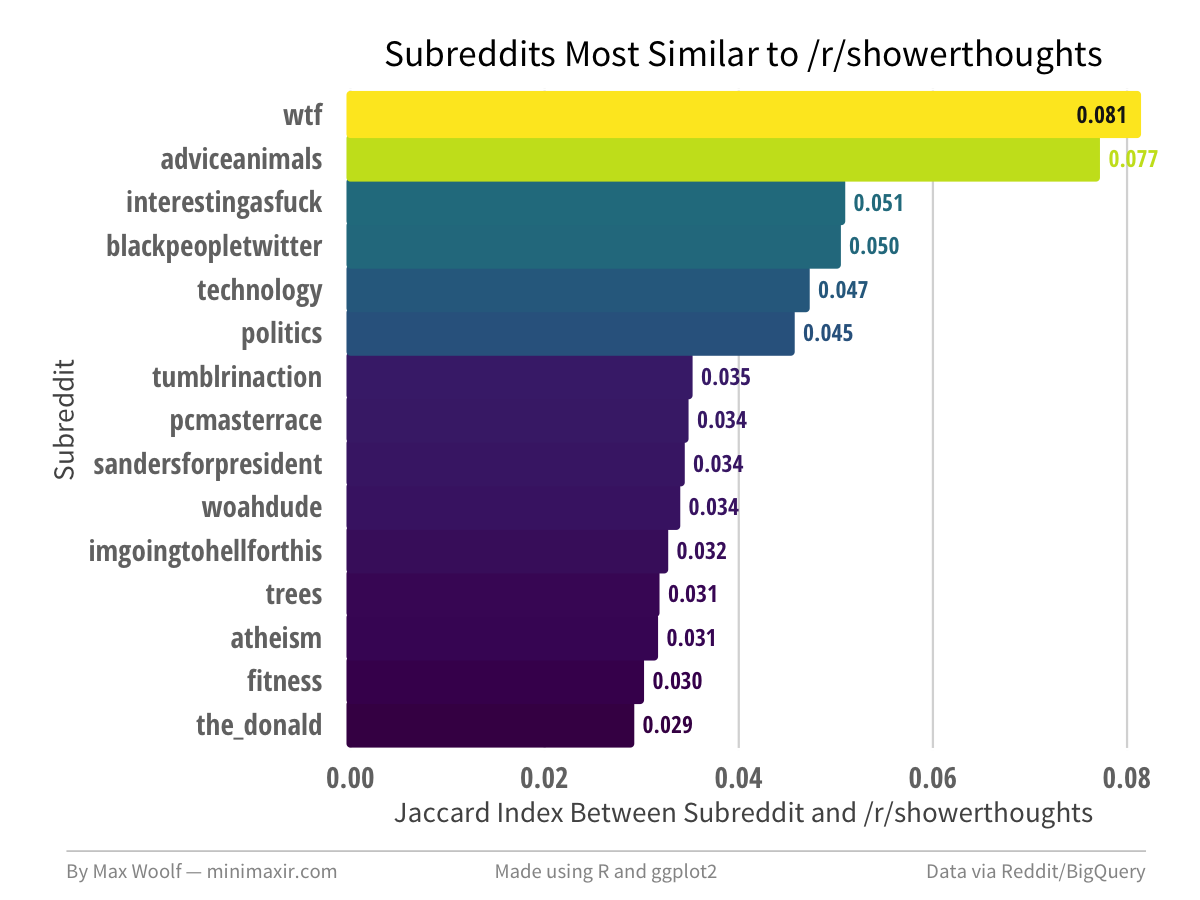 Subreddits Most Similar to /r/showerthoughts
wtf 0.081
adviceanimals 0.077
interestingasfuck 0.051
blackpeopletwitter 0.050
technology 0.047
politics 0.045
tumblrinaction 0.035
pcmasterrace 0.034
sandersforpresident 0.034
woahdude 0.034
imgoingtohellforthis 0.032
trees 0.031
atheism 0.031
fitness 0.030
the_donald 0.029
Subreddit
0.00 0.02 0.04 0.06 0.08
Jaccard Index Between Subreddit and /r/showerthoughts
By Max Woolf — minimaxir.com Made using R and ggplot2 Data via Reddit/BigQuery